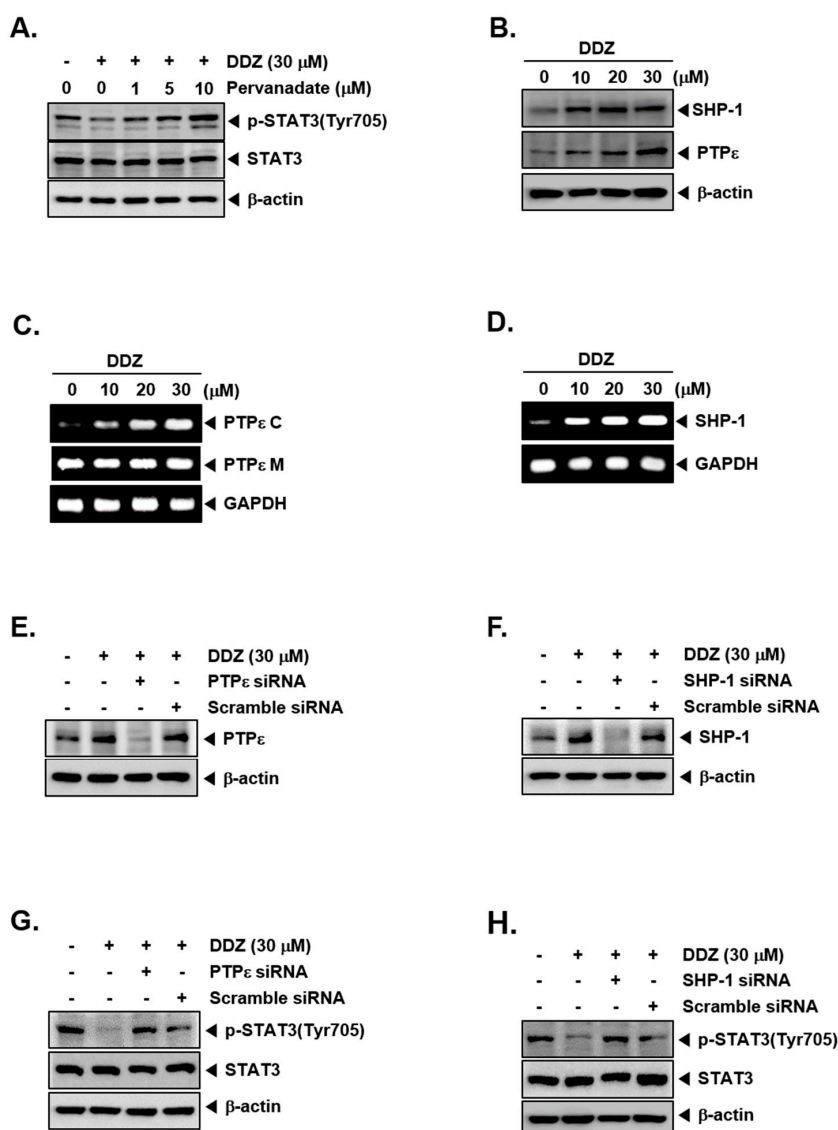 A.
- + + + + DDZ (30 μM)
0 0 1 5 10 Pervanadate (μM)
p-STAT3(Tyr705)
STAT3
β-actin
B.
DDZ
0 10 20 30 (μM)
SHP-1
PTPε
β-actin
C.
DDZ
0 10 20 30 (μM)
PTPε C
PTPε M
GAPDH
D.
DDZ
0 10 20 30 (μM)
SHP-1
GAPDH
E.
- + + + DDZ (30 μM)
- - + - PTPε siRNA
- - - + Scramble siRNA
PTPε
β-actin
F.
- + + + DDZ (30 μM)
- - + - SHP-1 siRNA
- - - + Scramble siRNA
SHP-1
β-actin
G.
- + + + DDZ (30 μM)
- - + - PTPε siRNA
- - - + Scramble siRNA
p-STAT3(Tyr705)
STAT3
β-actin
H.
- + + + DDZ (30 μM)
- - + - SHP-1 siRNA
- - - + Scramble siRNA
p-STAT3(Tyr705)
STAT3
β-actin